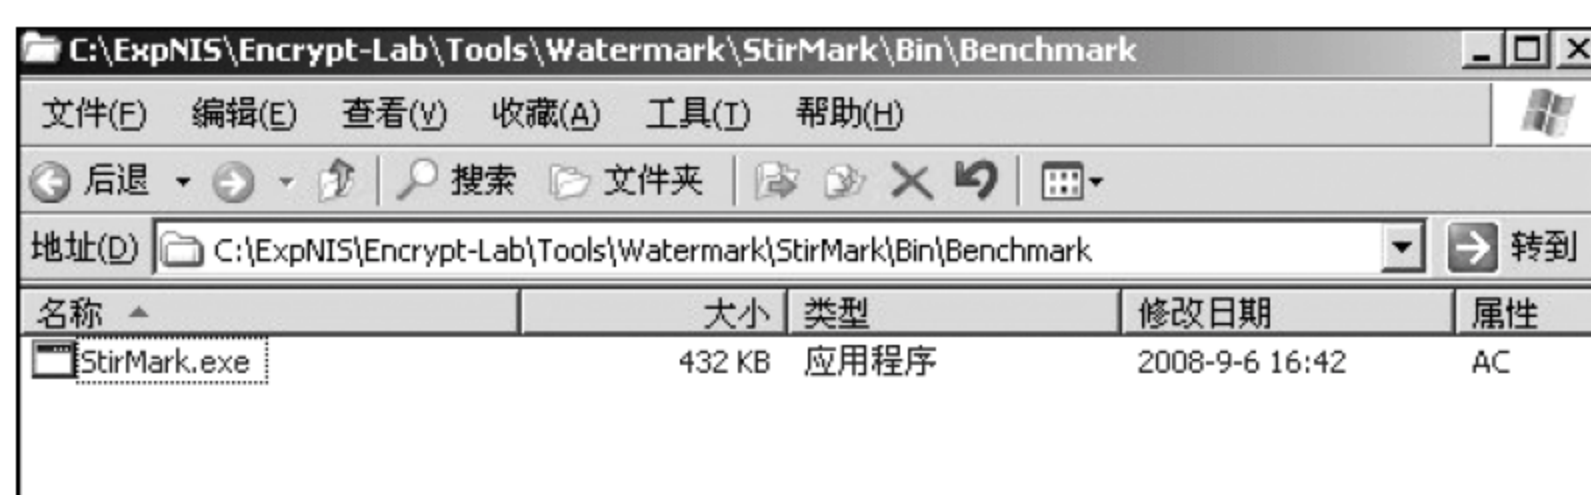 C:\ExpNIS\Encrypt-Lab\Tools\Watermark\StirMark\Bin\Benchmark
文件(F) 编辑(E) 查看(V) 收藏(A) 工具(T) 帮助(H)
后退 搜索 文件夹
地址(D) C:\ExpNIS\Encrypt-Lab\Tools\Watermark\StirMark\Bin\Benchmark 转到
名称 大小 类型 修改日期 属性
StirMark.exe 432 KB 应用程序 2008-9-6 16:42 AC